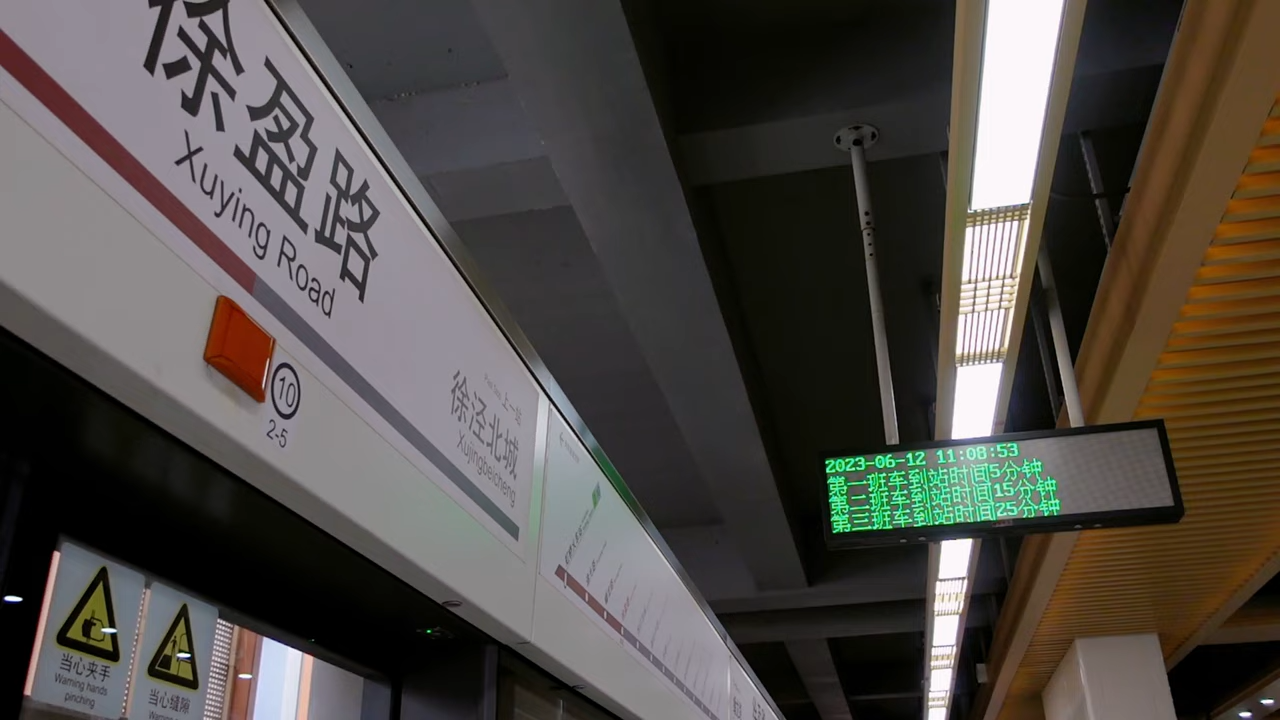 徐盈路
Xuying Road
10
2-5
上一站
徐泾北城
Xujingbeicheng
2023-06-12 11:08:53
第一班车到站时间5分钟
第二班车到站时间15分钟
第三班车到站时间25分钟
当心夹手
Warning hands
pinching
当心缝隙
Warning